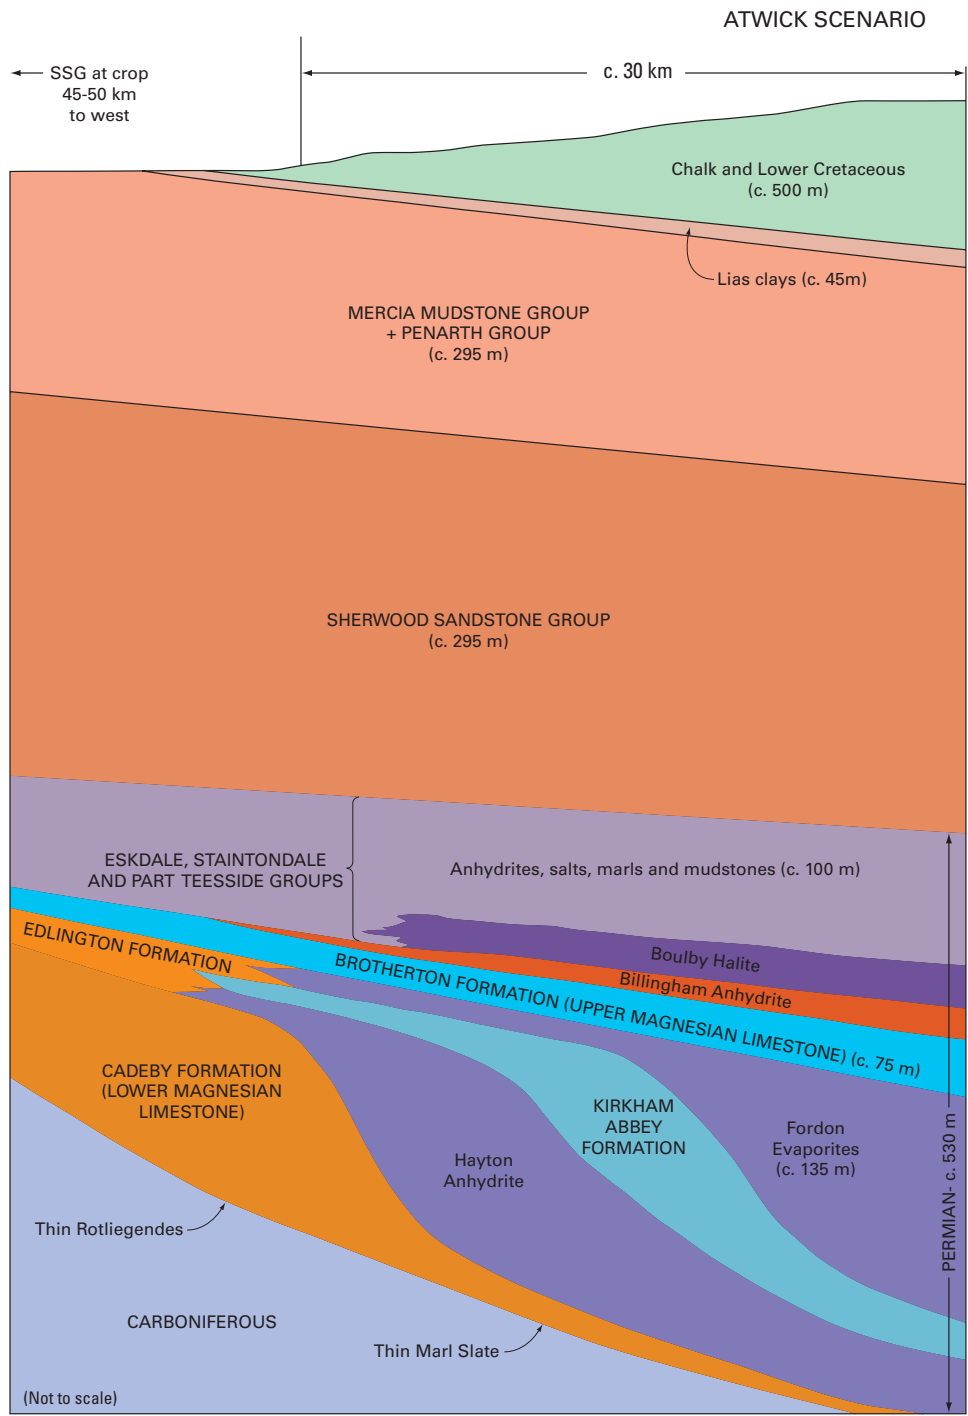 ATWICK SCENARIO
SSG at crop
45-50 km
to west
c. 30 km
Chalk and Lower Cretaceous
(c. 500 m)
Lias clays (c. 45m)
MERCIA MUDSTONE GROUP
+ PENARTH GROUP
(c. 295 m)
SHERWOOD SANDSTONE GROUP
(c. 295 m)
ESKDALE, STAINTONDALE
AND PART TEESSIDE GROUPS
Anhydrites, salts, marls and mudstones (c. 100 m)
Boulby Halite
Billingham Anhydrite
EDLINGTON FORMATION
BROTHERTON FORMATION (UPPER MAGNESIAN LIMESTONE) (c. 75 m)
CADEBY FORMATION
(LOWER MAGNESIAN
LIMESTONE)
KIRKHAM
ABBEY
FORMATION
Fordon
Evaporites
(c. 135 m)
Hayton
Anhydrite
PERMIAN- c. 530 m
Thin Rotliegendes
CARBONIFEROUS
Thin Marl Slate
(Not to scale)